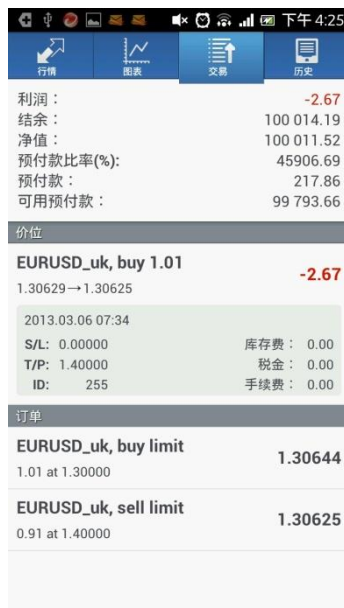 下午 4:25
行情 图表 交易 历史
利润： -2.67
结余： 100 014.19
净值： 100 011.52
预付款比率(%): 45906.69
预付款： 217.86
可用预付款： 99 793.66
价位
EURUSD_uk, buy 1.01 -2.67
1.30629→1.30625
2013.03.06 07:34
S/L: 0.00000 库存费： 0.00
T/P: 1.40000 税金： 0.00
ID: 255 手续费： 0.00
订单
EURUSD_uk, buy limit 1.30644
1.01 at 1.30000
EURUSD_uk, sell limit 1.30625
0.91 at 1.40000